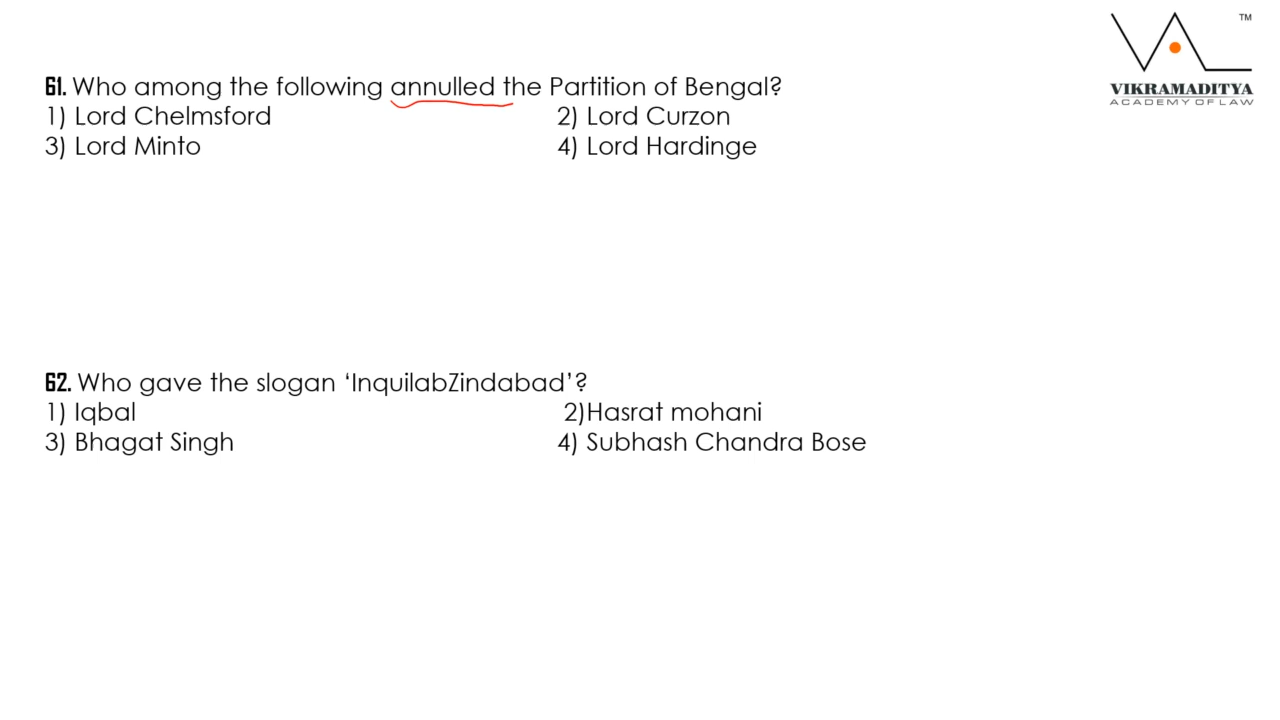 TM
VIKRAMADITYA
ACADEMY OF LAW
61. Who among the following annulled the Partition of Bengal?
1) Lord Chelmsford 2) Lord Curzon
3) Lord Minto 4) Lord Hardinge
62. Who gave the slogan ‘InquilabZindabad’?
1) Iqbal 2)Hasrat mohani
3) Bhagat Singh 4) Subhash Chandra Bose